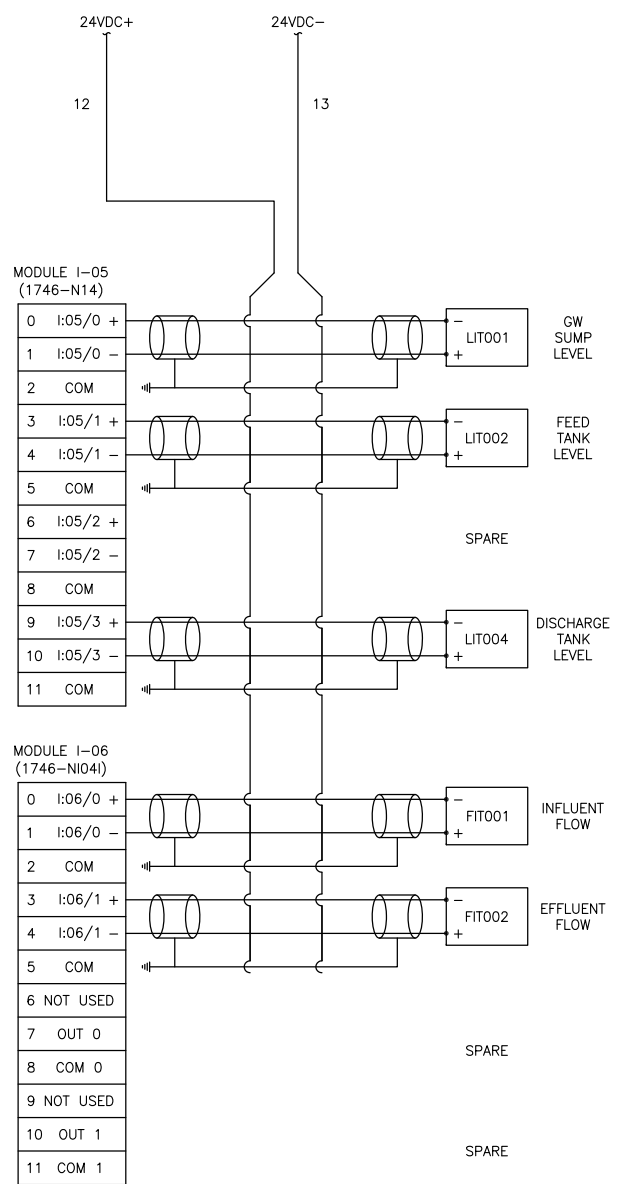 24VDC+ 24VDC-
12 13
MODULE I-05
(1746-N14)
0 I:05/0 +
1 I:05/0 -
2 COM
3 I:05/1 +
4 I:05/1 -
5 COM
6 I:05/2 +
7 I:05/2 -
8 COM
9 I:05/3 +
10 I:05/3 -
11 COM
-
LIT001
+
GW
SUMP
LEVEL
-
LIT002
+
FEED
TANK
LEVEL
SPARE
-
LIT004
+
DISCHARGE
TANK
LEVEL
MODULE I-06
(1746-NI04I)
0 I:06/0 +
1 I:06/0 -
2 COM
3 I:06/1 +
4 I:06/1 -
5 COM
6 NOT USED
7 OUT 0
8 COM 0
9 NOT USED
10 OUT 1
11 COM 1
-
FIT001
+
INFLUENT
FLOW
-
FIT002
+
EFFLUENT
FLOW
SPARE
SPARE